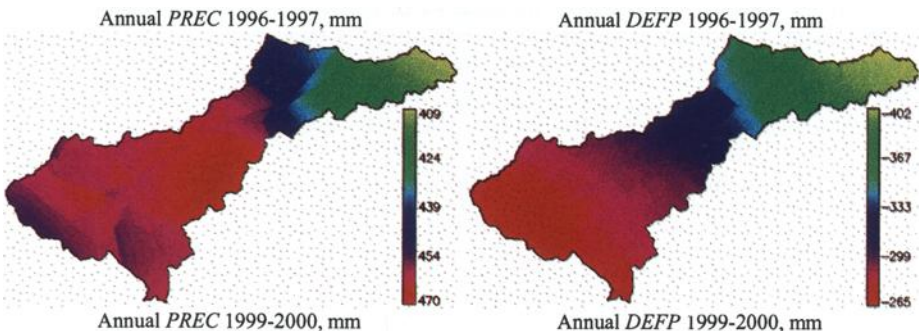 Annual PREC 1996-1997, mm
Annual DEFP 1996-1997, mm
409
424
439
454
470
-402
-367
-333
-299
-265
Annual PREC 1999-2000, mm
Annual DEFP 1999-2000, mm